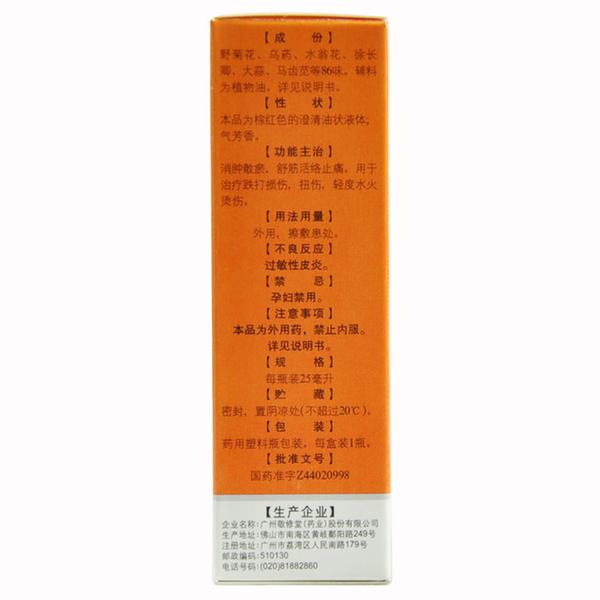 【成 份】
野菊花、乌药、水翁花、徐长
卿、大蒜、马齿苋等86味。辅料
为植物油。详见说明书。
【性 状】
本品为棕红色的澄清油状液体;
气芳香。
【功能主治】
消肿散瘀，舒筋活络止痛。用于
治疗跌打损伤，扭伤，轻度水火
烫伤。
【用法用量】
外用，擦敷患处。
【不良反应】
过敏性皮炎。
【禁 忌】
孕妇禁用。
【注意事项】
本品为外用药，禁止内服。
详见说明书。
【规 格】
每瓶装25毫升
【贮 藏】
密封，置阴凉处(不超过20℃)。
【包 装】
药用塑料瓶包装。每盒装1瓶。
【批准文号】
国药准字Z44020998
【生产企业】
企业名称:广州敬修堂(药业)股份有限公司
生产地址:佛山市南海区黄岐鄱阳路249号
注册地址:广州市荔湾区人民南路179号
邮政编码:510130
电话号码:(020)81882860